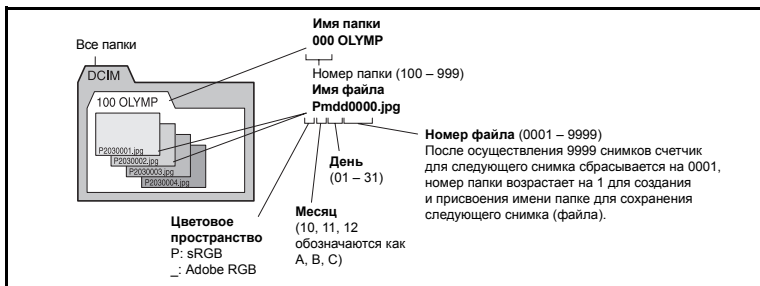 Все папки
DCIM
100 OLYMP
P2030001.jpg
P2030002.jpg
P2030003.jpg
P2030004.jpg
Имя папки
000 OLYMP
Номер папки (100 – 999)
Имя файла
Pmdd0000.jpg
Цветовое
пространство
P: sRGB
_: Adobe RGB
Месяц
(10, 11, 12
обозначаются как
A, B, C)
День
(01 – 31)
Номер файла (0001 – 9999)
После осуществления 9999 снимков счетчик
для следующего снимка сбрасывается на 0001,
номер папки возрастает на 1 для создания
и присвоения имени папке для сохранения
следующего снимка (файла).